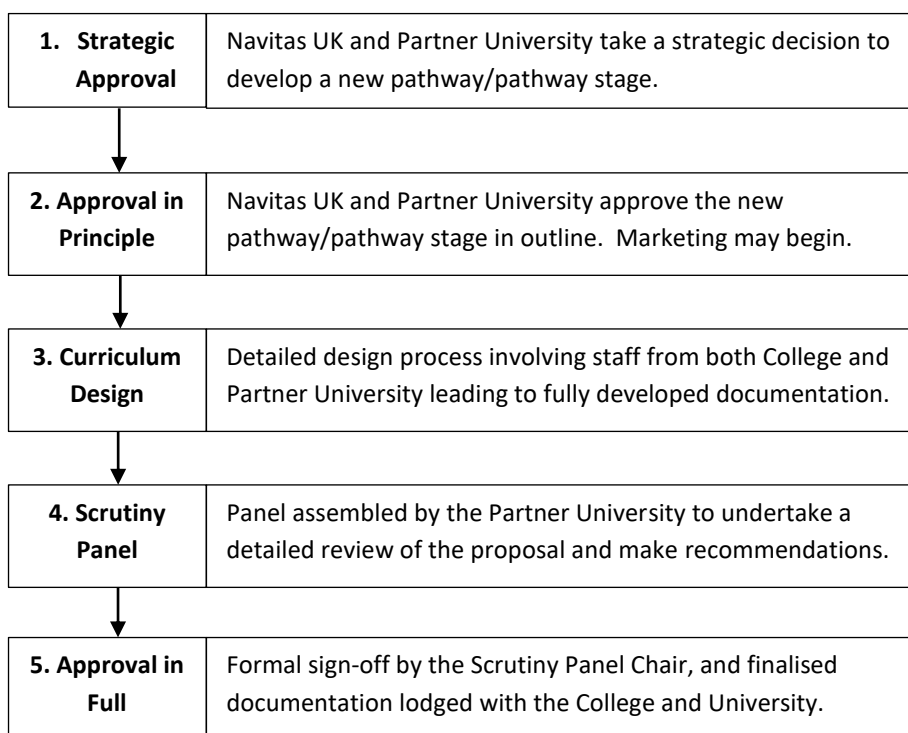 1. Strategic
Approval
Navitas UK and Partner University take a strategic decision to
develop a new pathway/pathway stage.
2. Approval in
Principle
Navitas UK and Partner University approve the new
pathway/pathway stage in outline.  Marketing may begin.
3. Curriculum
Design
Detailed design process involving staff from both College and
Partner University leading to fully developed documentation.
4. Scrutiny
Panel
Panel assembled by the Partner University to undertake a
detailed review of the proposal and make recommendations.
5. Approval in
Full
Formal sign-off by the Scrutiny Panel Chair, and finalised
documentation lodged with the College and University.